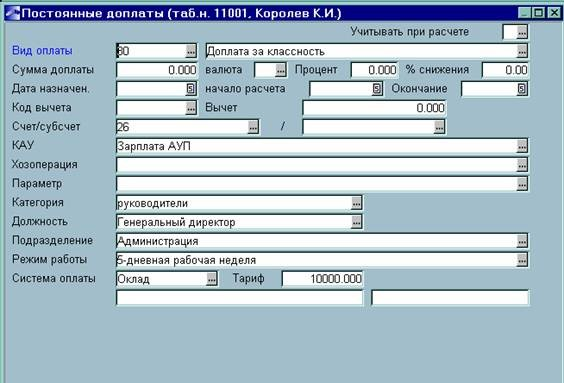 Постоянные доплаты (таб.н. 11001, Королев К.И.)
Учитывать при расчете
Вид оплаты 80 Доплата за классность
Сумма доплаты 0.000 валюта Процент 0.000 % снижения 0.00
Дата назначен. начало расчета Окончание
Код вычета Вычет 0.000
Счет/субсчет 26 /
КАУ Зарплата АУП
Хозоперация
Параметр
Категория руководители
Должность Генеральный директор
Подразделение Администрация
Режим работы 5-дневная рабочая неделя
Система оплаты Оклад Тариф 10000.000